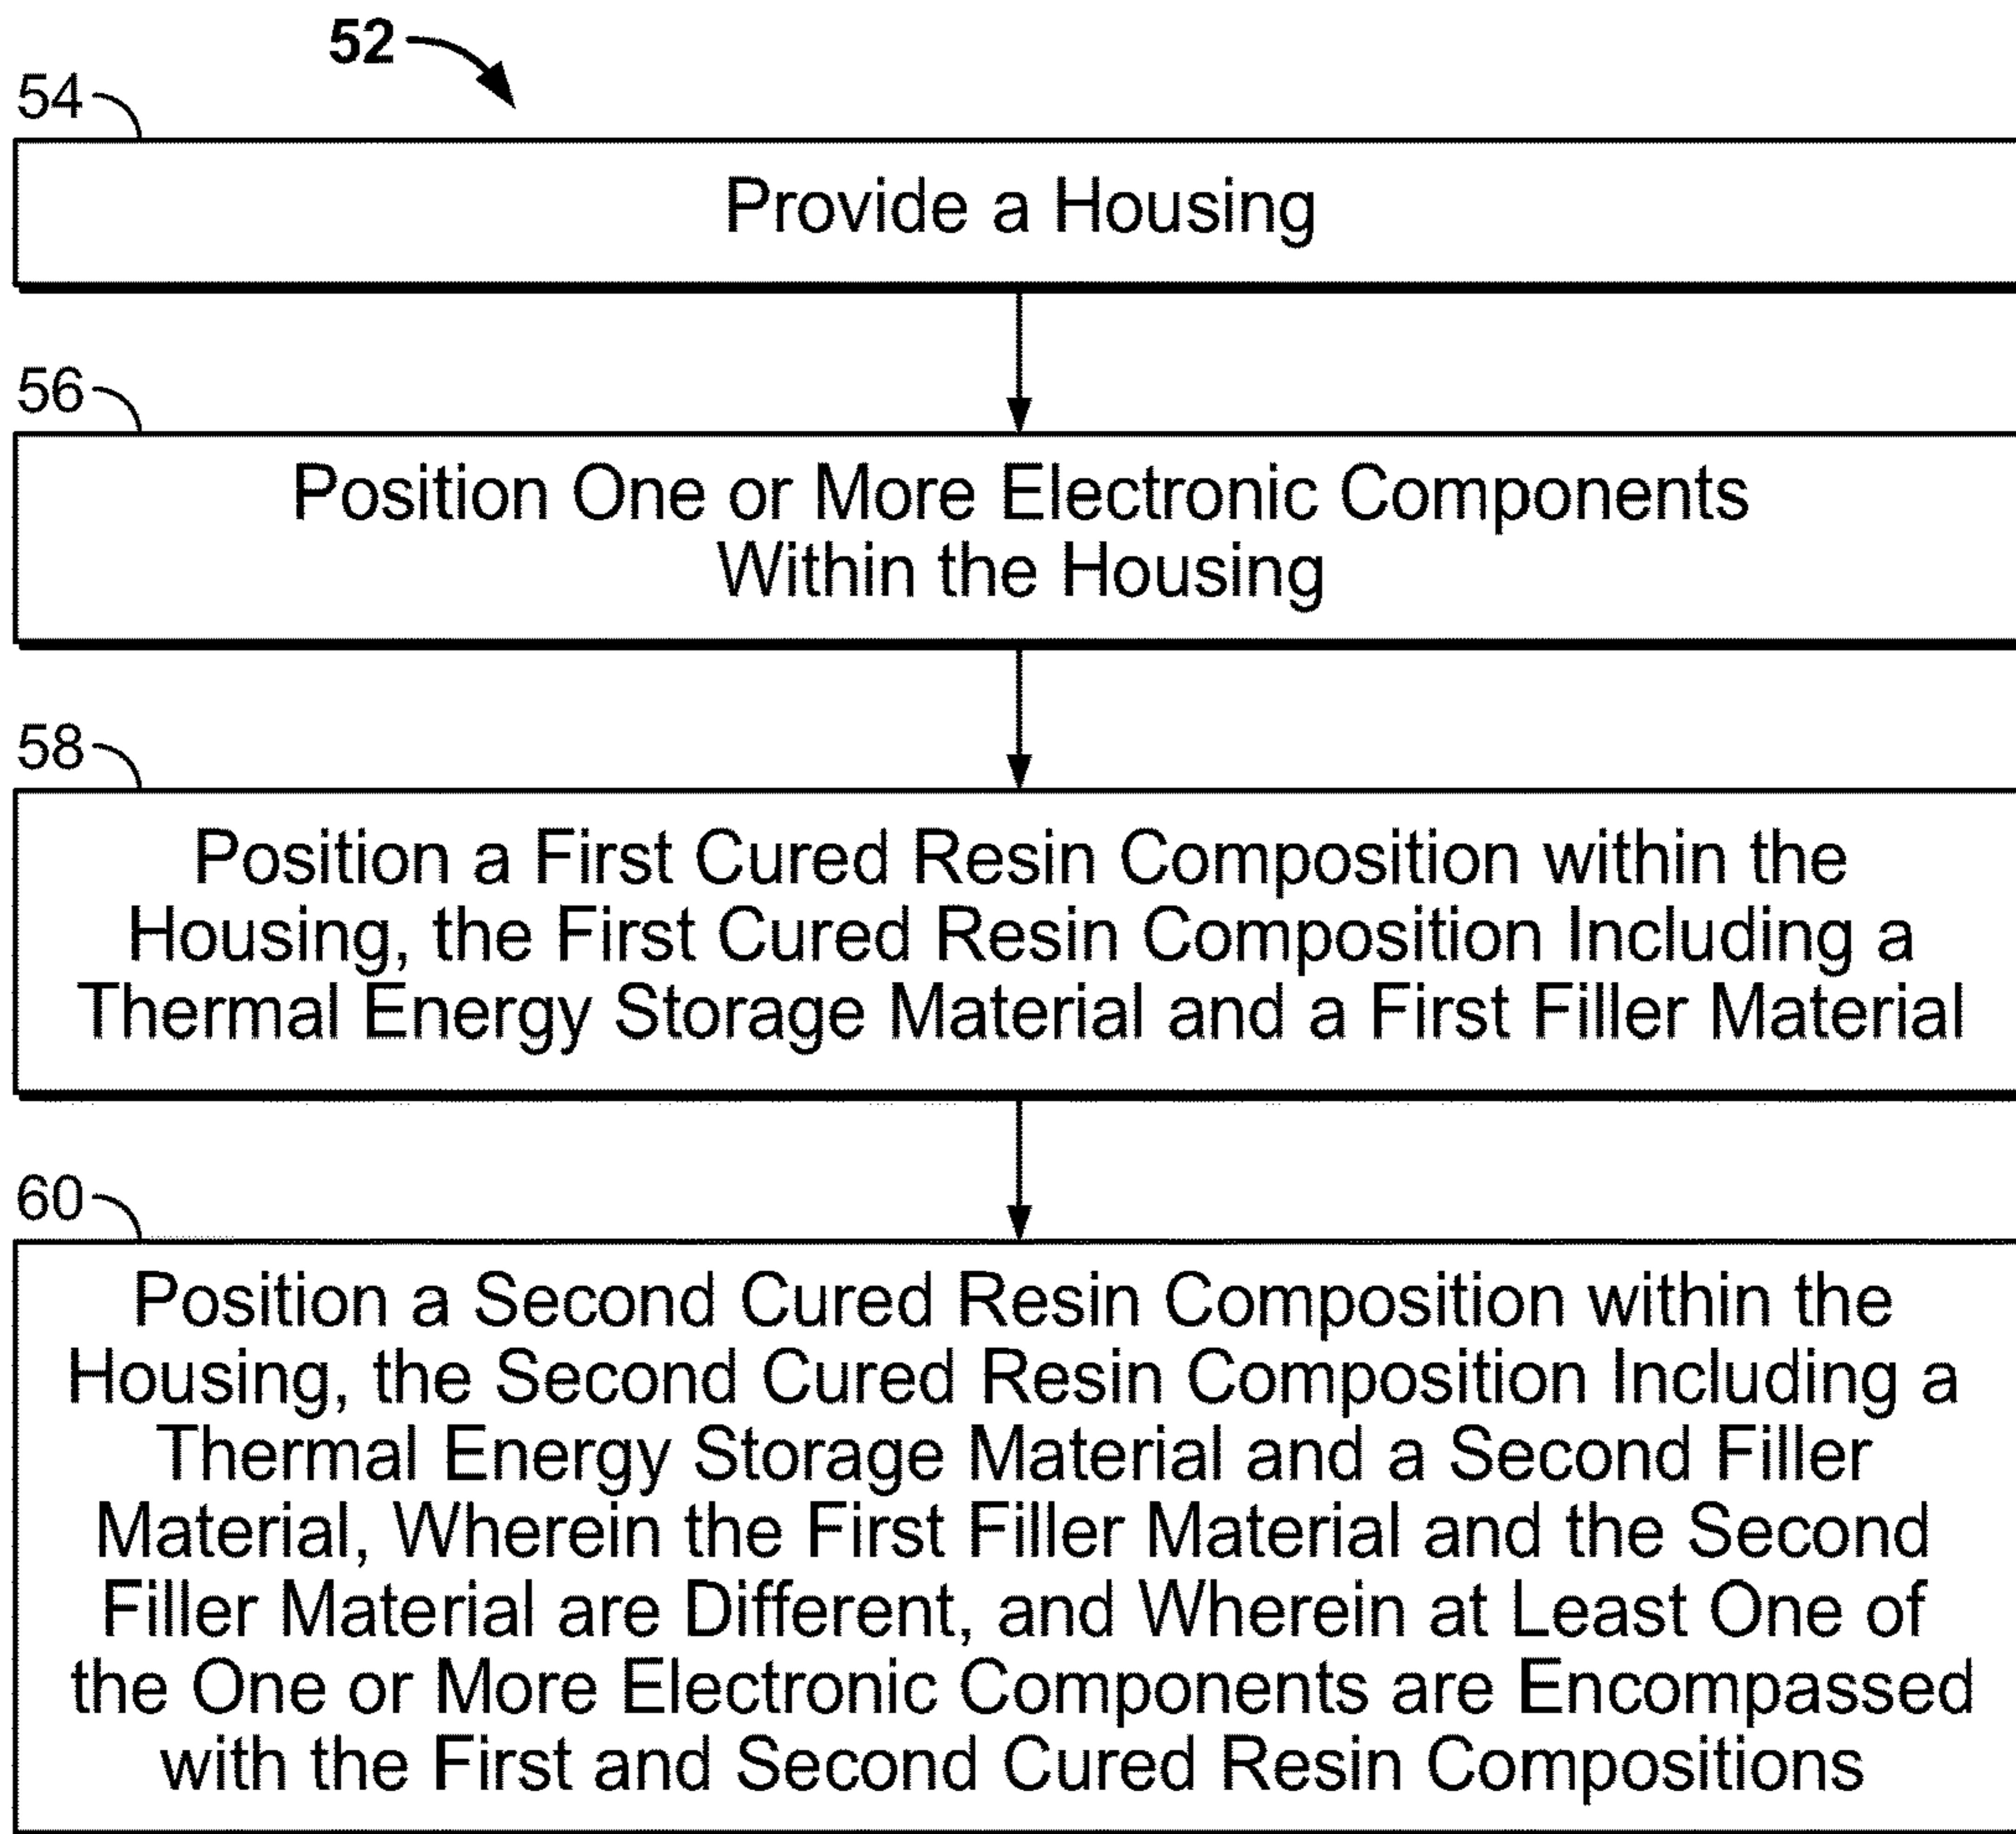 52
54
Provide a Housing
56
Position One or More Electronic Components
Within the Housing
58
Position a First Cured Resin Composition within the
Housing, the First Cured Resin Composition Including a
Thermal Energy Storage Material and a First Filler Material
60
Position a Second Cured Resin Composition within the
Housing, the Second Cured Resin Composition Including a
Thermal Energy Storage Material and a Second Filler
Material, Wherein the First Filler Material and the Second
Filler Material are Different, and Wherein at Least One of
the One or More Electronic Components are Encompassed
with the First and Second Cured Resin Compositions